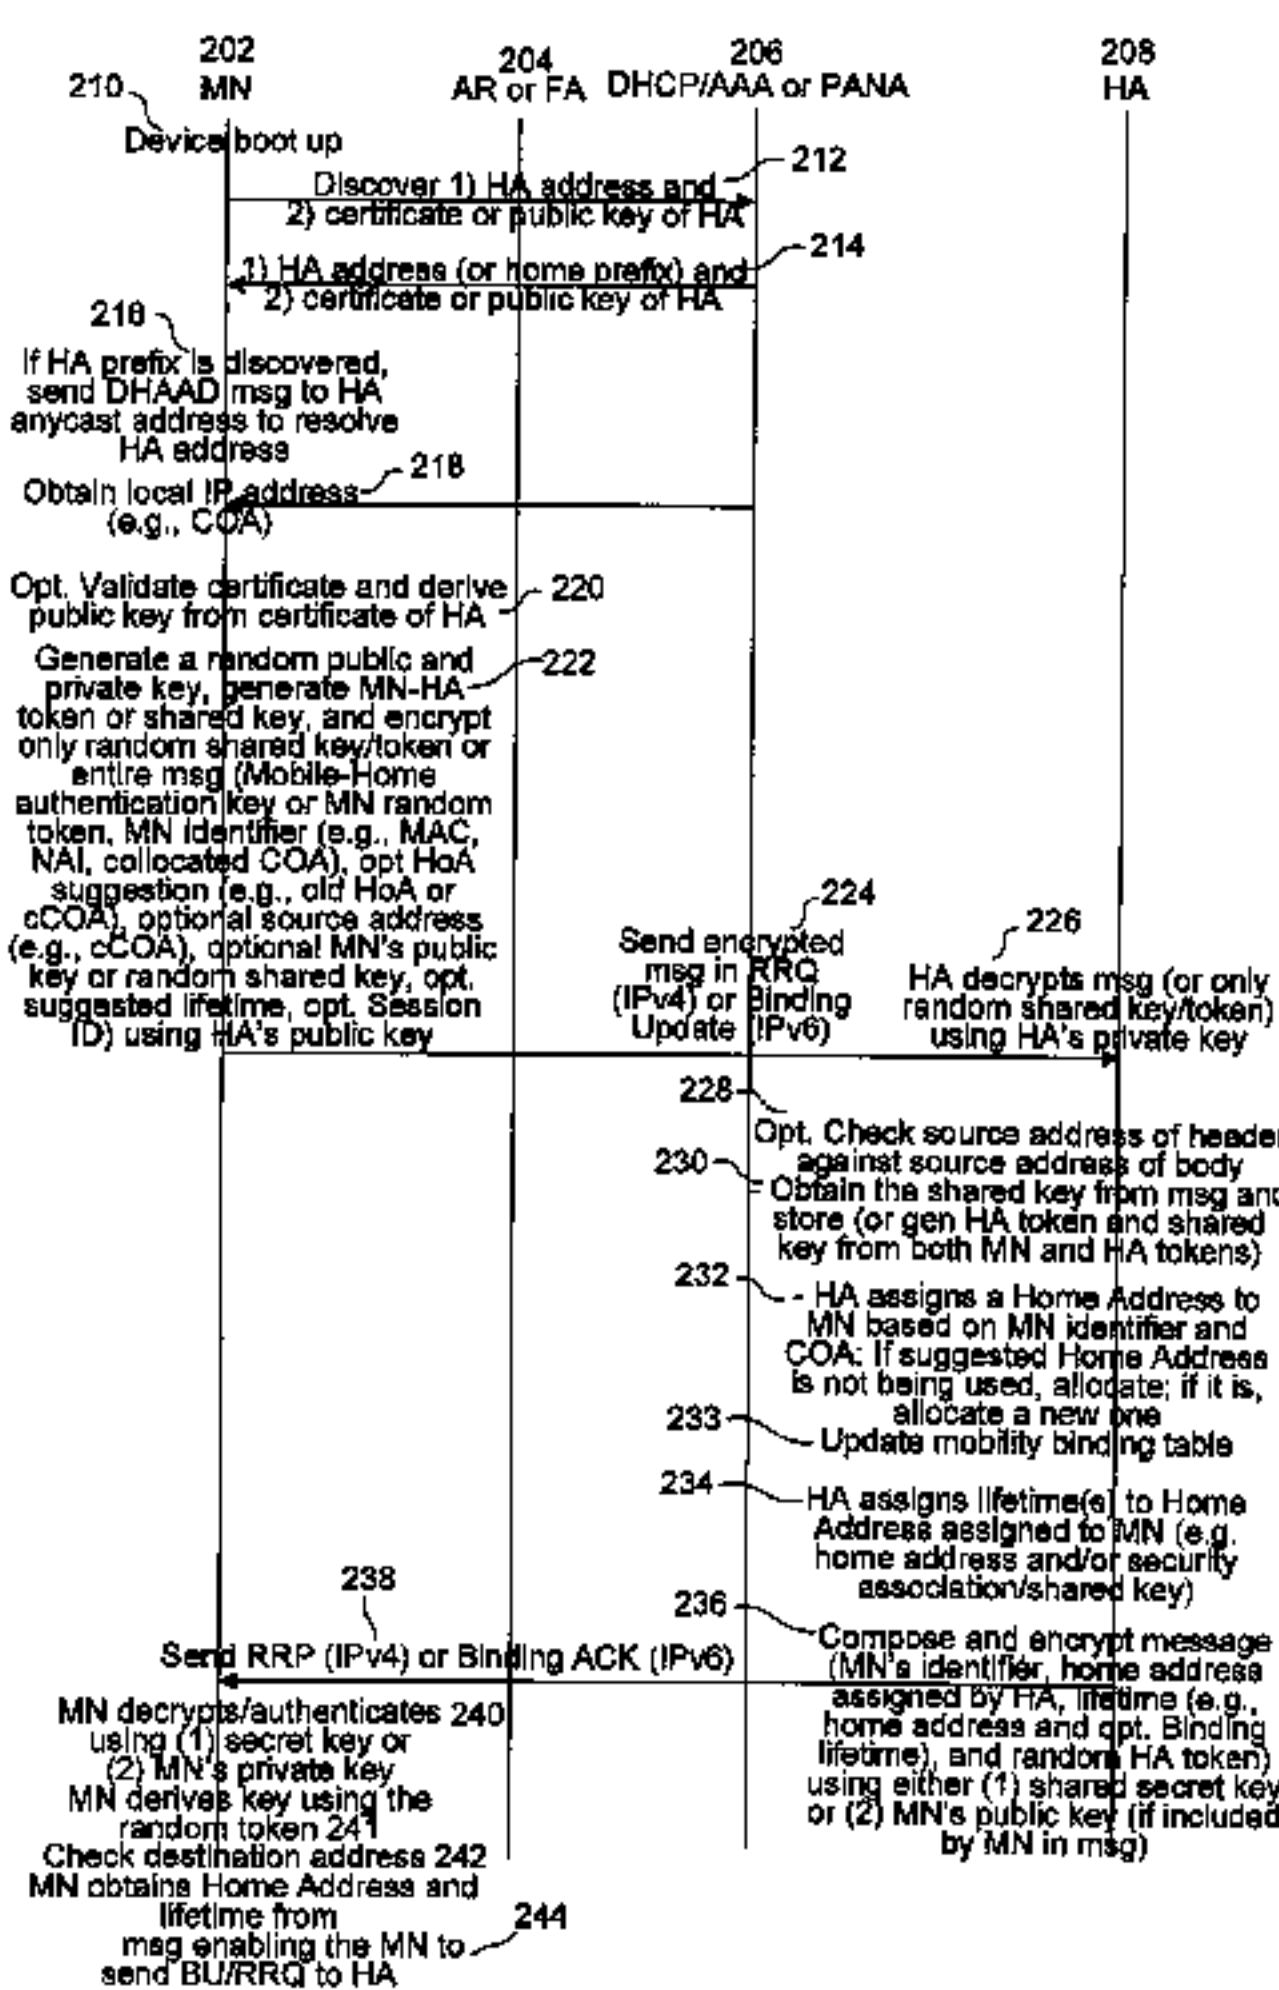 202
MN
204
AR or FA
206
DHCP/AAA or PANA
208
HA
210
Device boot up
212
Discover 1) HA address and
2) certificate or public key of HA
214
1) HA address (or home prefix) and
2) certificate or public key of HA
216
If HA prefix is discovered,
send DHAAD msg to HA
anycast address to resolve
HA address
218
Obtain local IP address
(e.g., COA)
Opt. Validate certificate and derive
public key from certificate of HA
220
Generate a random public and
private key, generate MN-HA
token or shared key, and encrypt
only random shared key/token or
entire msg (Mobile-Home
authentication key or MN random
token, MN identifier (e.g., MAC,
NAI, collocated COA), opt HoA
suggestion (e.g., old HoA or
cCOA), optional source address
(e.g., cCOA), optional MN's public
key or random shared key, opt.
suggested lifetime, opt. Session
ID) using HA's public key
222
224
Send encrypted
msg in RRQ
(IPv4) or Binding
Update (IPv6)
226
HA decrypts msg (or only
random shared key/token)
using HA's private key
228
Opt. Check source address of header
against source address of body
230
Obtain the shared key from msg and
store (or gen HA token and shared
key from both MN and HA tokens)
232
HA assigns a Home Address to
MN based on MN identifier and
COA: If suggested Home Address
is not being used, allocate; if it is,
allocate a new one
233
Update mobility binding table
234
HA assigns lifetime(s) to Home
Address assigned to MN (e.g.
home address and/or security
association/shared key)
236
Compose and encrypt message
(MN's identifier, home address
assigned by HA, lifetime (e.g.,
home address and opt. Binding
lifetime), and random HA token)
using either (1) shared secret key
or (2) MN's public key (if included
by MN in msg)
238
Send RRP (IPv4) or Binding ACK (IPv6)
MN decrypts/authenticates 240
using (1) secret key or
(2) MN's private key
MN derives key using the
random token 241
Check destination address 242
MN obtains Home Address and
lifetime from
msg enabling the MN to
send BU/RRQ to HA
244